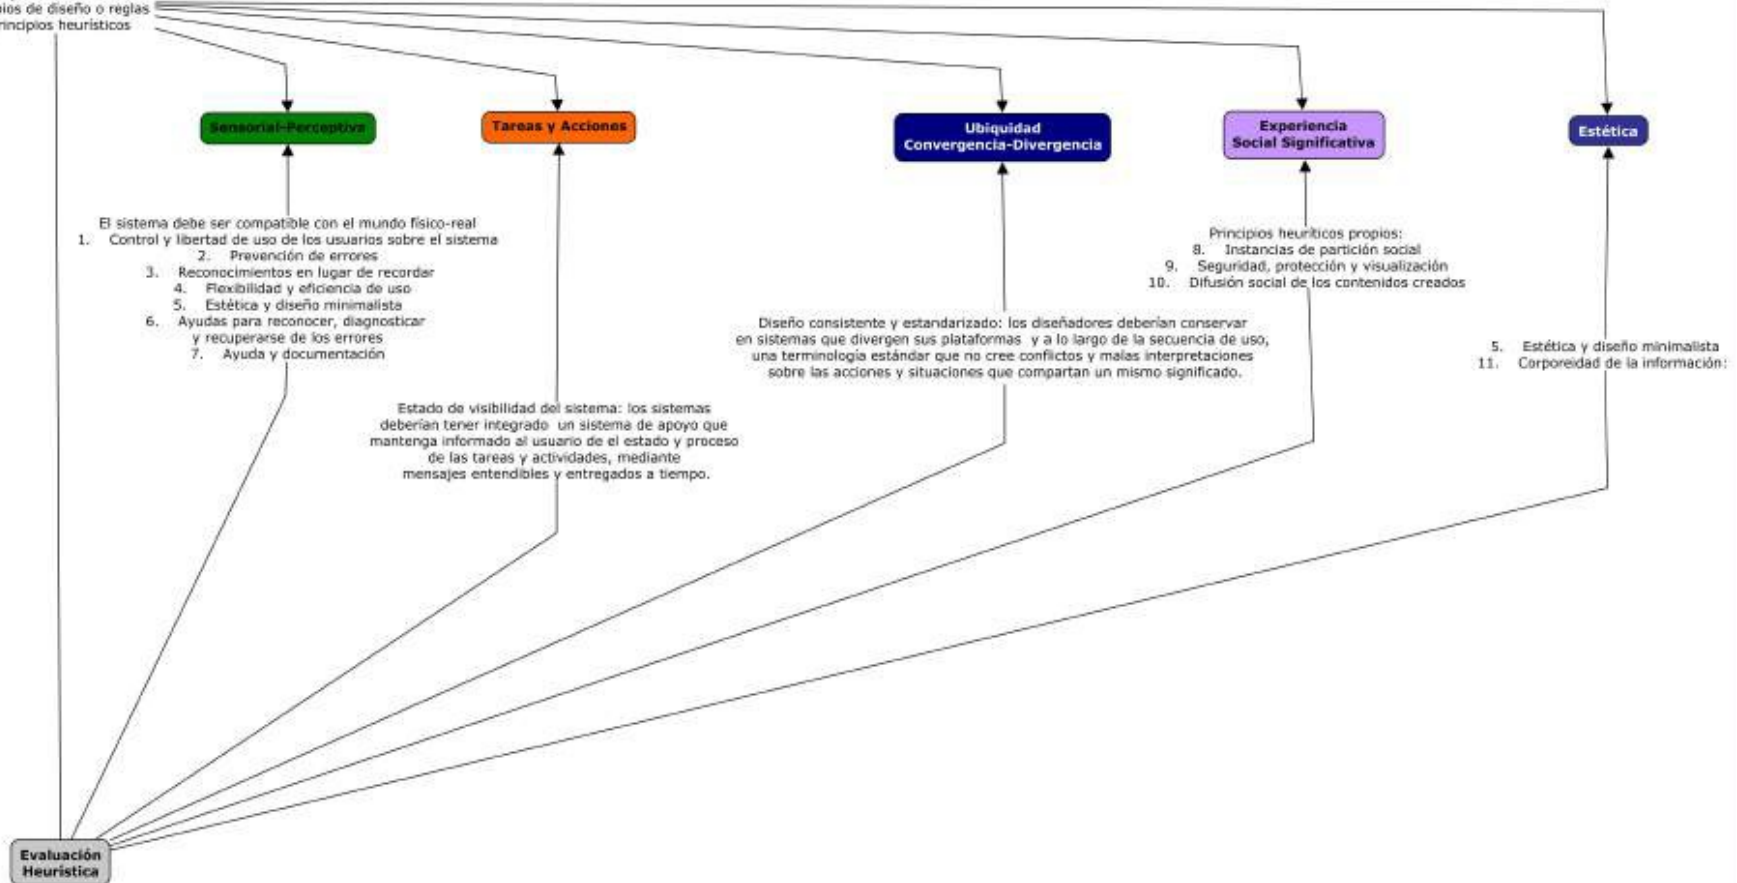 pios de diseño o reglas
rincipios heurísticos
Sensorial-Perceptiva
Tareas y Acciones
Ubiquidad
Convergencia-Divergencia
Experiencia
Social Significativa
Estética
El sistema debe ser compatible con el mundo físico-real
1. Control y libertad de uso de los usuarios sobre el sistema
2. Prevención de errores
3. Reconocimientos en lugar de recordar
4. Flexibilidad y eficiencia de uso
5. Estética y diseño minimalista
6. Ayudas para reconocer, diagnosticar
y recuperarse de los errores
7. Ayuda y documentación
Estado de visibilidad del sistema: los sistemas
deberían tener integrado un sistema de apoyo que
mantenga informado al usuario de el estado y proceso
de las tareas y actividades, mediante
mensajes entendibles y entregados a tiempo.
Diseño consistente y estandarizado: los diseñadores deberían conservar
en sistemas que divergen sus plataformas y a lo largo de la secuencia de uso,
una terminología estándar que no cree conflictos y malas interpretaciones
sobre las acciones y situaciones que compartan un mismo significado.
Principios heuríticos propios:
8. Instancias de partición social
9. Seguridad, protección y visualización
10. Difusión social de los contenidos creados
5. Estética y diseño minimalista
11. Corporeidad de la información:
Evaluación
Heurística